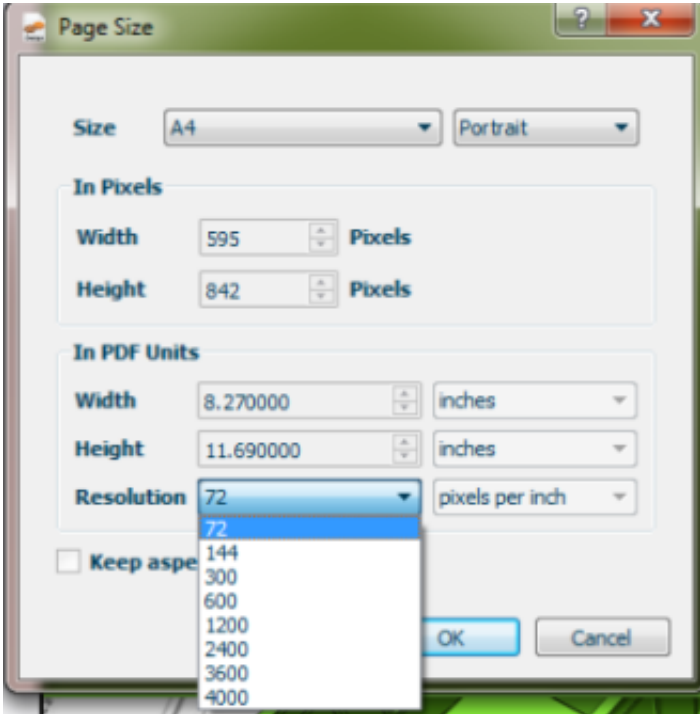 Page Size
?
Size A4 Portrait
In Pixels
Width 595 Pixels
Height 842 Pixels
In PDF Units
Width 8.270000 inches
Height 11.690000 inches
Resolution 72 pixels per inch
72
144
Keep aspe
300
600
1200
2400
OK Cancel
3600
4000